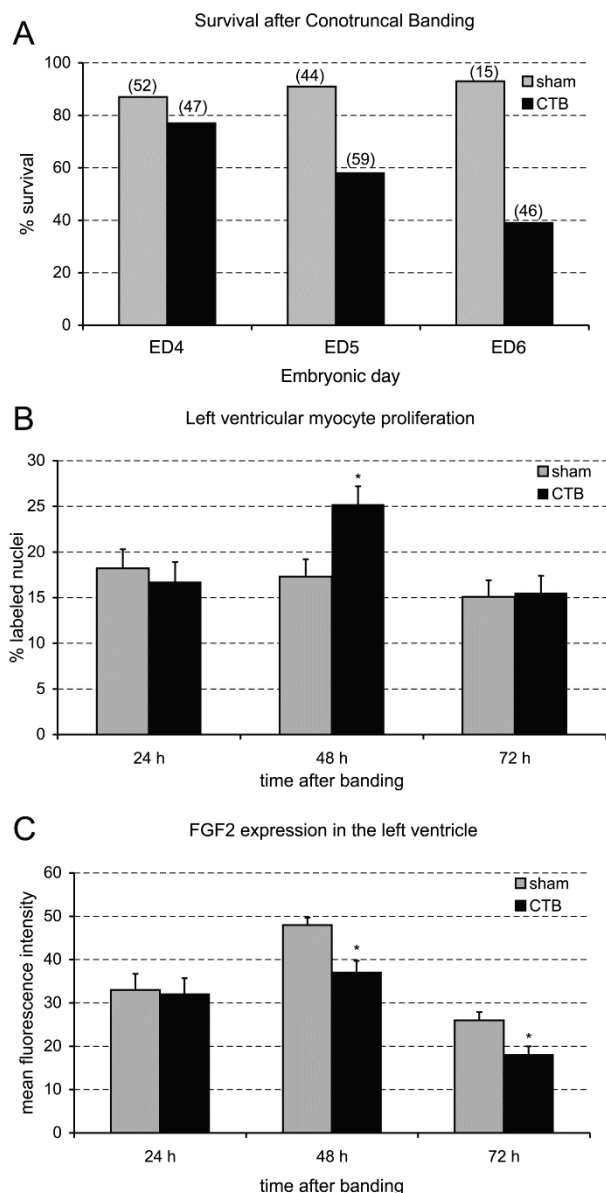 A
Survival after Conotruncal Banding
% survival
100
80
60
40
20
0
(52)
(47)
(44)
(59)
(15)
(46)
sham
CTB
ED4
ED5
ED6
Embryonic day
B
Left ventricular myocyte proliferation
% labeled nuclei
30
25
20
15
10
5
0
*
sham
CTB
24 h
48 h
72 h
time after banding
C
FGF2 expression in the left ventricle
mean fluorescence intensity
60
50
40
30
20
10
0
*
*
sham
CTB
24 h
48 h
72 h
time after banding